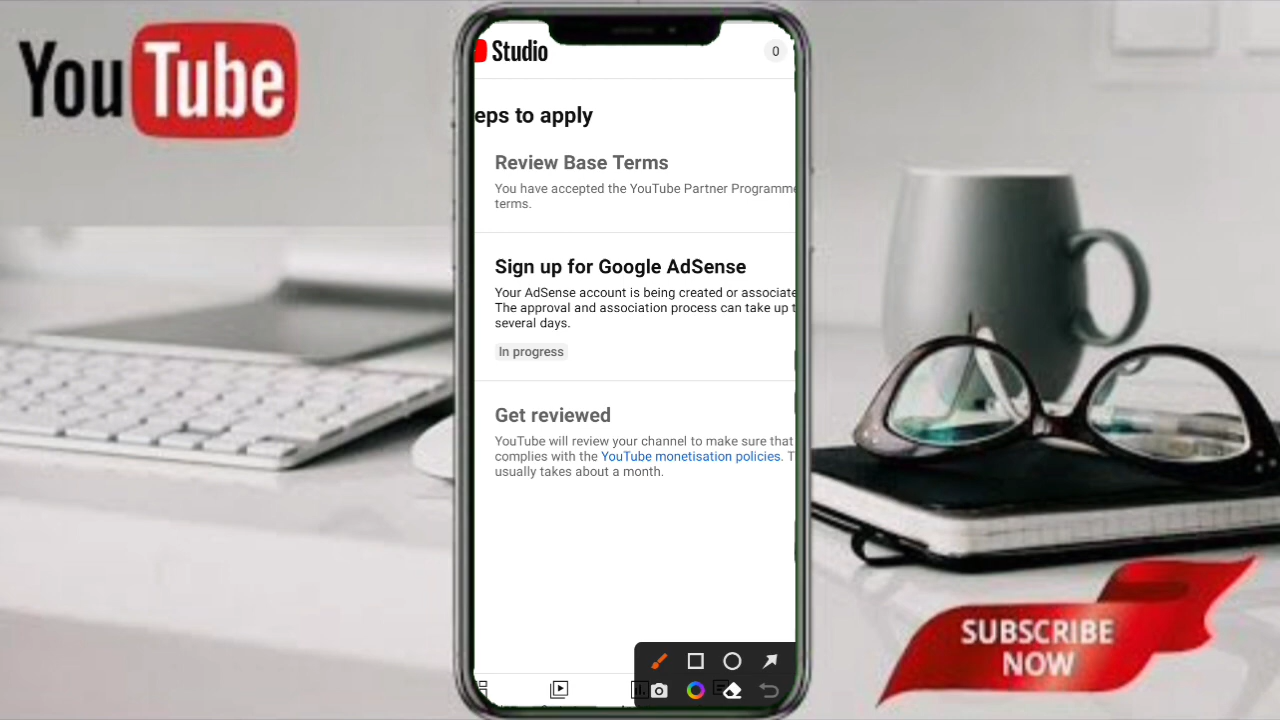 YouTube
Studio
0
eps to apply
Review Base Terms
You have accepted the YouTube Partner Programme
terms.
Sign up for Google AdSense
Your AdSense account is being created or associate
The approval and association process can take up t
several days.
In progress
Get reviewed
YouTube will review your channel to make sure that
complies with the YouTube monetisation policies. T
usually takes about a month.
SUBSCRIBE
NOW